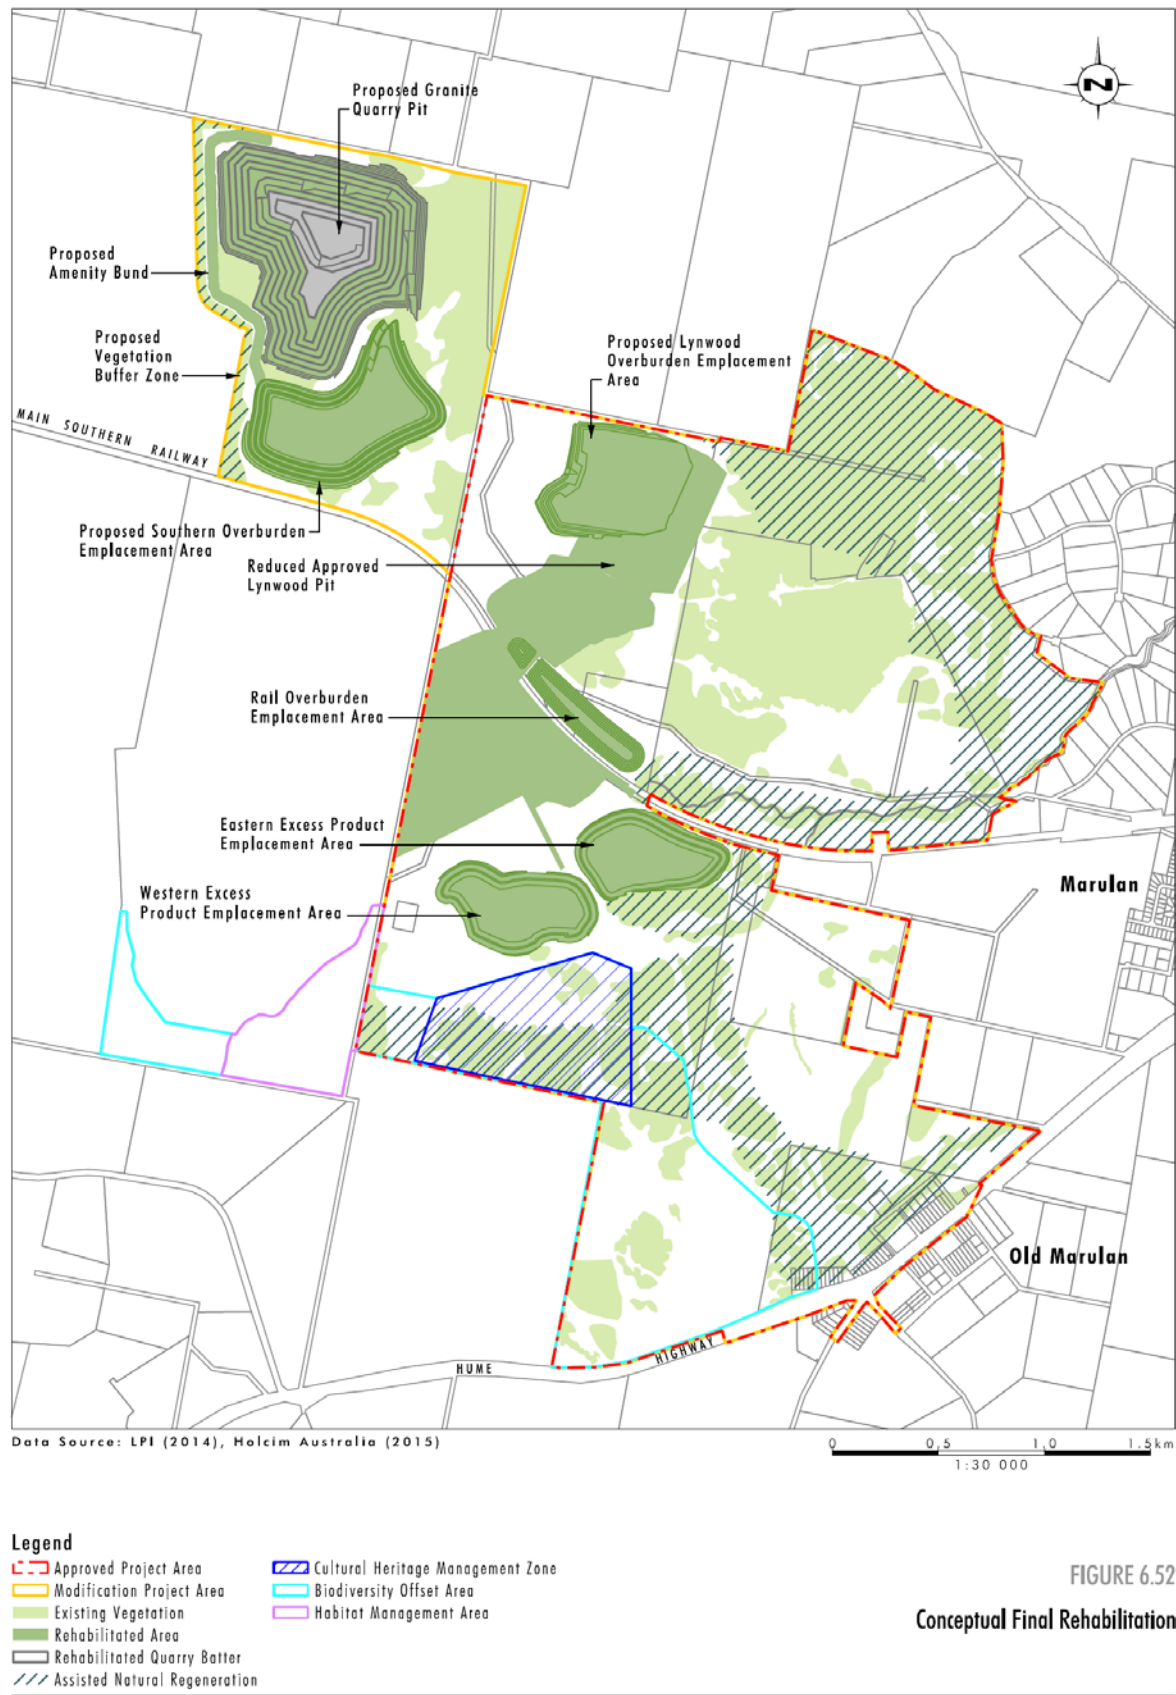 Proposed Granite
Quarry Pit
N
Proposed
Amenity Bund
Proposed
Vegetation
Buffer Zone
Proposed Lynwood
Overburden Emplacement
Area
MAIN SOUTHERN RAILWAY
Proposed Southern Overburden
Emplacement Area
Reduced Approved
Lynwood Pit
Rail Overburden
Emplacement Area
Eastern Excess Product
Emplacement Area
Western Excess
Product Emplacement Area
Marulan
Old Marulan
HUME HIGHWAY
Data Source: LPI (2014), Holcim Australia (2015)
0 0.5 1.0 1.5km
1:30 000
Legend
Approved Project Area
Modification Project Area
Existing Vegetation
Rehabilitated Area
Rehabilitated Quarry Batter
Assisted Natural Regeneration
Cultural Heritage Management Zone
Biodiversity Offset Area
Habitat Management Area
FIGURE 6.52
Conceptual Final Rehabilitation